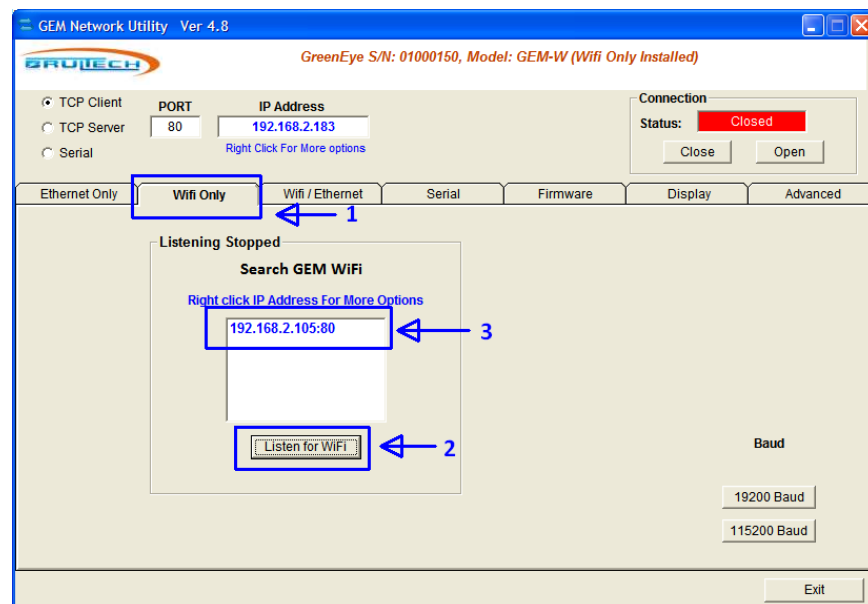 GEM Network Utility Ver 4.8
BRULTECH
GreenEye S/N: 01000150, Model: GEM-W (Wifi Only Installed)
TCP Client
TCP Server
Serial
PORT
80
IP Address
192.168.2.183
Right Click For More options
Connection
Status: Closed
Close Open
Ethernet Only Wifi Only Wifi / Ethernet Serial Firmware Display Advanced
1
Listening Stopped
Search GEM WiFi
Right click IP Address For More Options
192.168.2.105:80
3
Listen for WiFi
2
Baud
19200 Baud
115200 Baud
Exit